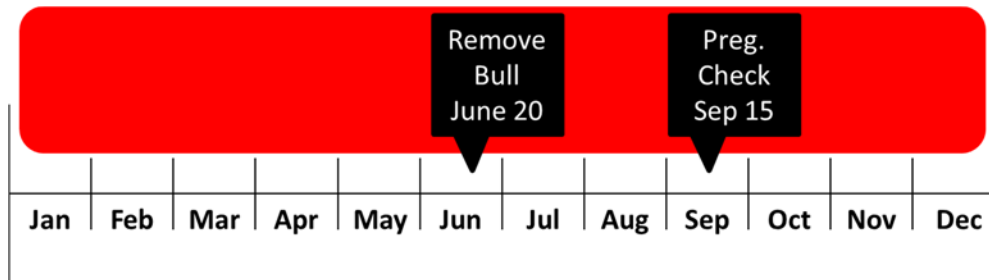 Remove
Bull
June 20
Preg.
Check
Sep 15
Jan Feb Mar Apr May Jun Jul Aug Sep Oct Nov Dec